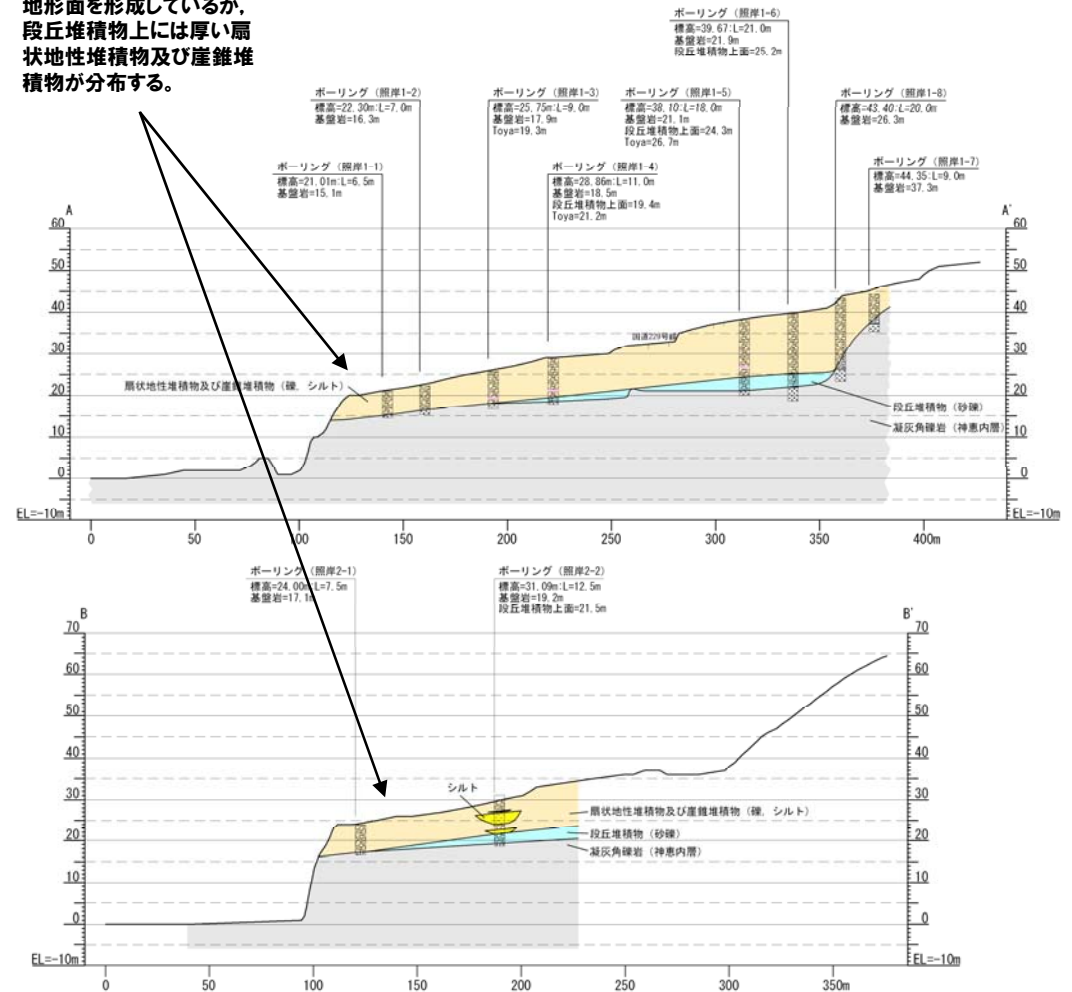 地形面を形成しているが,
段丘堆積物上には厚い扇
状地性堆積物及び崖錐堆
積物が分布する。
ボーリング（照岸1-6）
標高=39.67:L=21.0m
基盤岩=21.9m
段丘堆積物上面=25.2m
ボーリング（照岸1-2）
標高=22.30m:L=7.0m
基盤岩=16.3m
ボーリング（照岸1-3）
標高=25.75m:L=9.0m
基盤岩=17.9m
Toya=19.3m
ボーリング（照岸1-5）
標高=38.10:L=18.0m
基盤岩=21.1m
段丘堆積物上面=24.3m
Toya=26.7m
ボーリング（照岸1-8）
標高=43.40:L=20.0m
基盤岩=26.3m
ボーリング（照岸1-1）
標高=21.01m:L=6.5m
基盤岩=15.1m
ボーリング（照岸1-4）
標高=28.86m:L=11.0m
基盤岩=18.5m
段丘堆積物上面=19.4m
Toya=21.2m
ボーリング（照岸1-7）
標高=44.35:L=9.0m
基盤岩=37.3m
A A'
60 60
50 50
40 40
国道229号線
30 30
扇状地性堆積物及び崖錐堆積物（礫，シルト）
20 20
段丘堆積物（砂礫）
凝灰角礫岩（神恵内層）
10 10
0 0
EL=-10m EL=-10m
0 50 100 150 200 250 300 350 400m
ボーリング（照岸2-1）
標高=24.00m:L=7.5m
基盤岩=17.1m
ボーリング（照岸2-2）
標高=31.09m:L=12.5m
基盤岩=19.2m
段丘堆積物上面=21.5m
B B'
70 70
60 60
50 50
40 40
シルト
30 30
扇状地性堆積物及び崖錐堆積物（礫，シルト）
20 20
段丘堆積物（砂礫）
凝灰角礫岩（神恵内層）
10 10
0 0
EL=-10m EL=-10m
0 50 100 150 200 250 300 350m